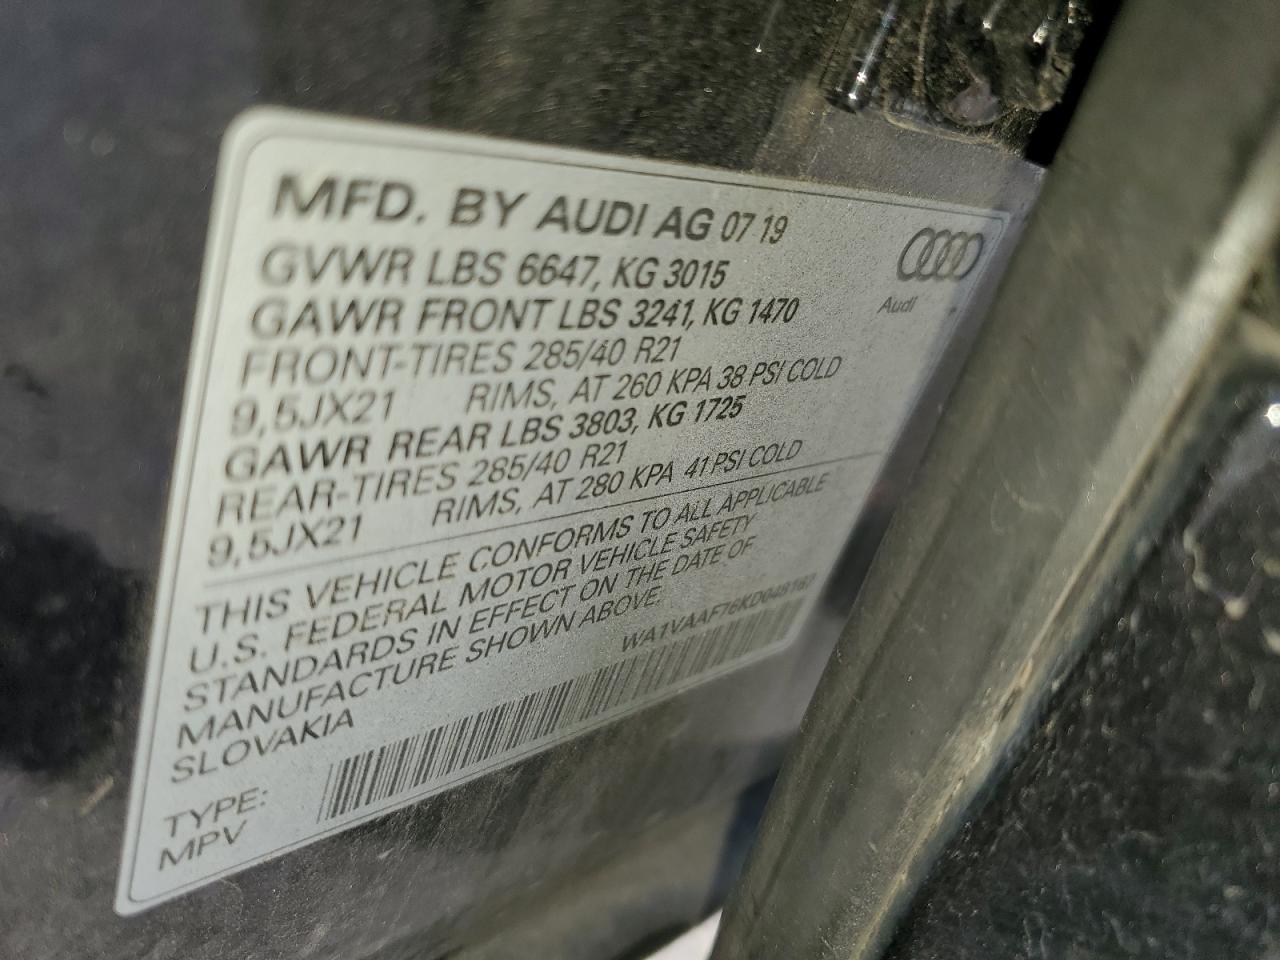 MFD. BY AUDI AG 07 19
Audi
GVWR LBS 6647, KG 3015
GAWR FRONT LBS 3241, KG 1470
FRONT-TIRES 285/40 R21
9,5JX21 RIMS, AT 260 KPA 38 PSI COLD
GAWR REAR LBS 3803, KG 1725
REAR-TIRES 285/40 R21
9,5JX21 RIMS, AT 280 KPA 41 PSI COLD
THIS VEHICLE CONFORMS TO ALL APPLICABLE
U.S. FEDERAL MOTOR VEHICLE SAFETY
STANDARDS IN EFFECT ON THE DATE OF
MANUFACTURE SHOWN ABOVE.
SLOVAKIA
WA1VAAF76KD048167
TYPE:
MPV